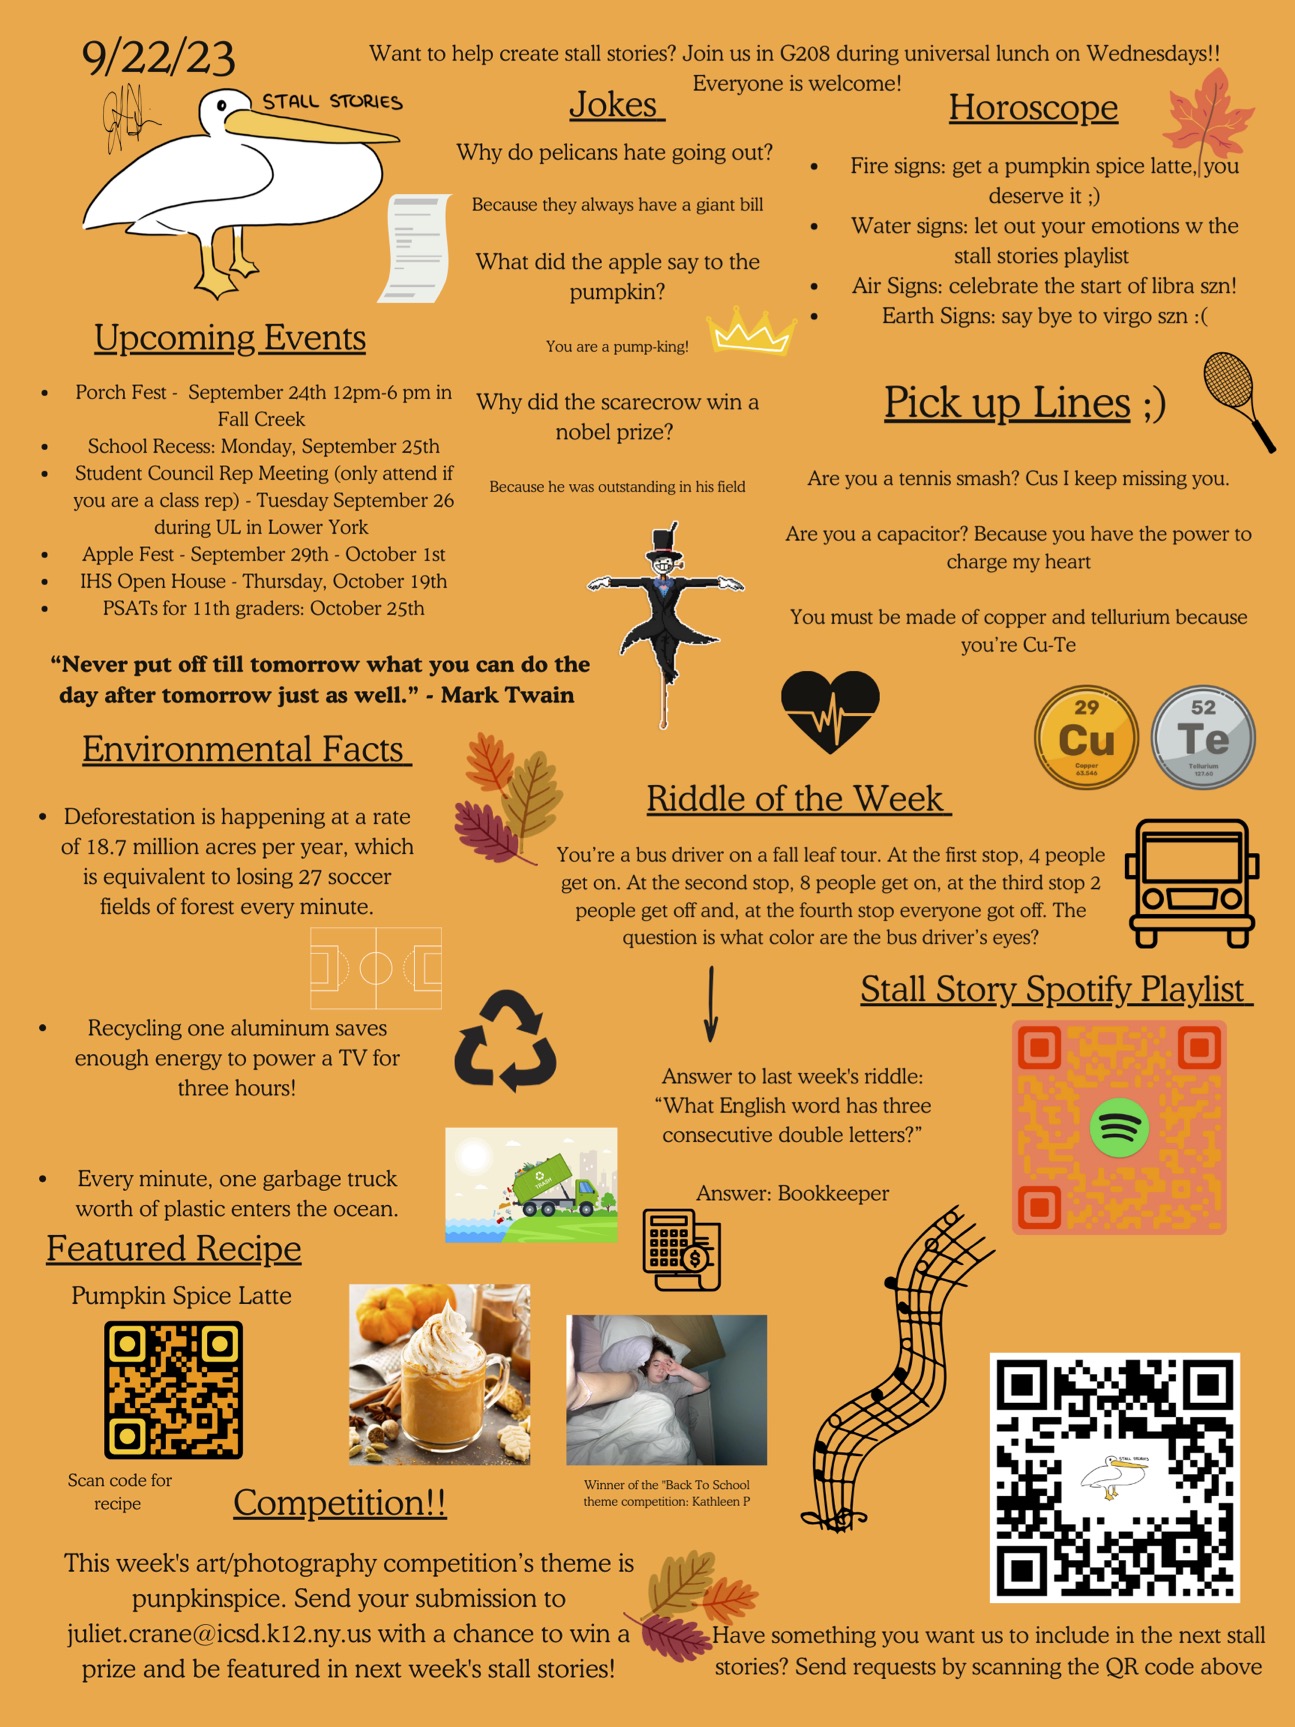 9/22/23
Want to help create stall stories? Join us in G208 during universal lunch on Wednesdays!!
Everyone is welcome!
STALL STORIES
Jokes
Why do pelicans hate going out?
Because they always have a giant bill
What did the apple say to the
pumpkin?
You are a pump-king!
Why did the scarecrow win a
nobel prize?
Because he was outstanding in his field
Horoscope
• Fire signs: get a pumpkin spice latte, you
deserve it ;)
• Water signs: let out your emotions w the
stall stories playlist
• Air Signs: celebrate the start of libra szn!
• Earth Signs: say bye to virgo szn :(
Upcoming Events
• Porch Fest - September 24th 12pm-6 pm in
Fall Creek
• School Recess: Monday, September 25th
• Student Council Rep Meeting (only attend if
you are a class rep) - Tuesday September 26
during UL in Lower York
• Apple Fest - September 29th - October 1st
• IHS Open House - Thursday, October 19th
• PSATs for 11th graders: October 25th
Pick up Lines ;)
Are you a tennis smash? Cus I keep missing you.
Are you a capacitor? Because you have the power to
charge my heart
You must be made of copper and tellurium because
you're Cu-Te
29
Cu
Copper
63.546
52
Te
Tellurium
127.60
“Never put off till tomorrow what you can do the
day after tomorrow just as well.” - Mark Twain
Environmental Facts
• Deforestation is happening at a rate
of 18.7 million acres per year, which
is equivalent to losing 27 soccer
fields of forest every minute.
• Recycling one aluminum saves
enough energy to power a TV for
three hours!
• Every minute, one garbage truck
worth of plastic enters the ocean.
TRASH
Riddle of the Week
You're a bus driver on a fall leaf tour. At the first stop, 4 people
get on. At the second stop, 8 people get on, at the third stop 2
people get off and, at the fourth stop everyone got off. The
question is what color are the bus driver's eyes?
Answer to last week's riddle:
“What English word has three
consecutive double letters?”
Answer: Bookkeeper
$
Stall Story Spotify Playlist
Featured Recipe
Pumpkin Spice Latte
Scan code for
recipe
Winner of the "Back To School
theme competition: Kathleen P
STALL STORIES
Competition!!
This week's art/photography competition's theme is
punpkinspice. Send your submission to
juliet.crane@icsd.k12.ny.us with a chance to win a
prize and be featured in next week's stall stories!
Have something you want us to include in the next stall
stories? Send requests by scanning the QR code above